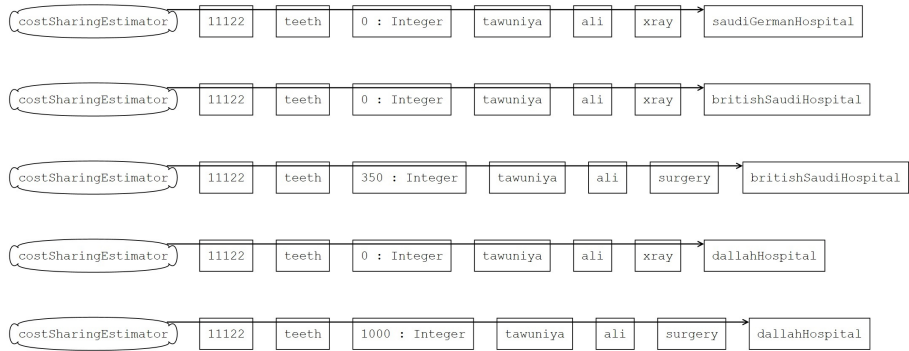 costSharingEstimator 11122 teeth 0 : Integer tawuniya ali xray saudiGermanHospital
costSharingEstimator 11122 teeth 0 : Integer tawuniya ali xray britishSaudiHospital
costSharingEstimator 11122 teeth 350 : Integer tawuniya ali surgery britishSaudiHospital
costSharingEstimator 11122 teeth 0 : Integer tawuniya ali xray dallahHospital
costSharingEstimator 11122 teeth 1000 : Integer tawuniya ali surgery dallahHospital